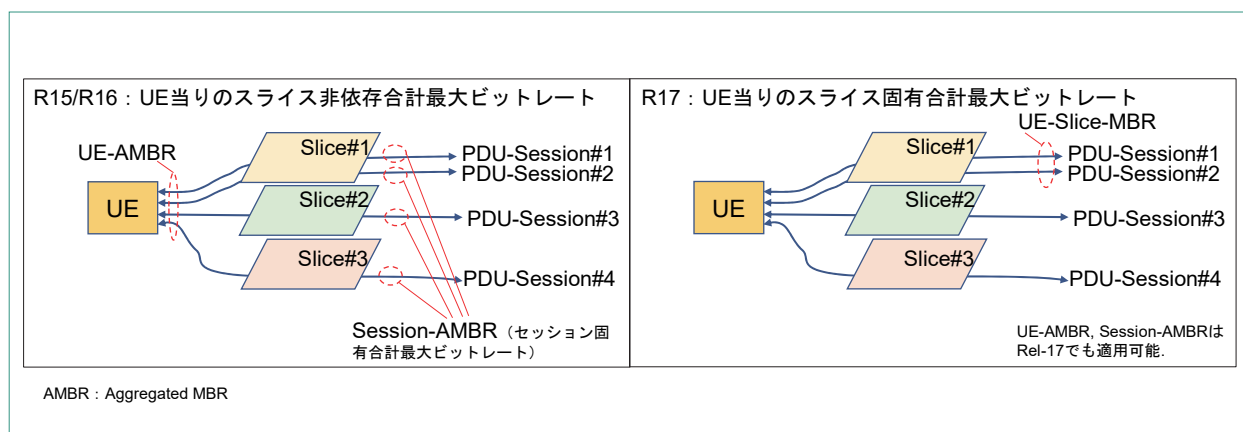 R15/R16：UE当りのスライス非依存合計最大ビットレート
UE-AMBR
UE
Slice#1
Slice#2
Slice#3
PDU-Session#1
PDU-Session#2
PDU-Session#3
PDU-Session#4
Session-AMBR（セッション固
有合計最大ビットレート）
R17：UE当りのスライス固有合計最大ビットレート
UE-Slice-MBR
UE
Slice#1
Slice#2
Slice#3
PDU-Session#1
PDU-Session#2
PDU-Session#3
PDU-Session#4
UE-AMBR, Session-AMBRは
Rel-17でも適用可能.
AMBR：Aggregated MBR